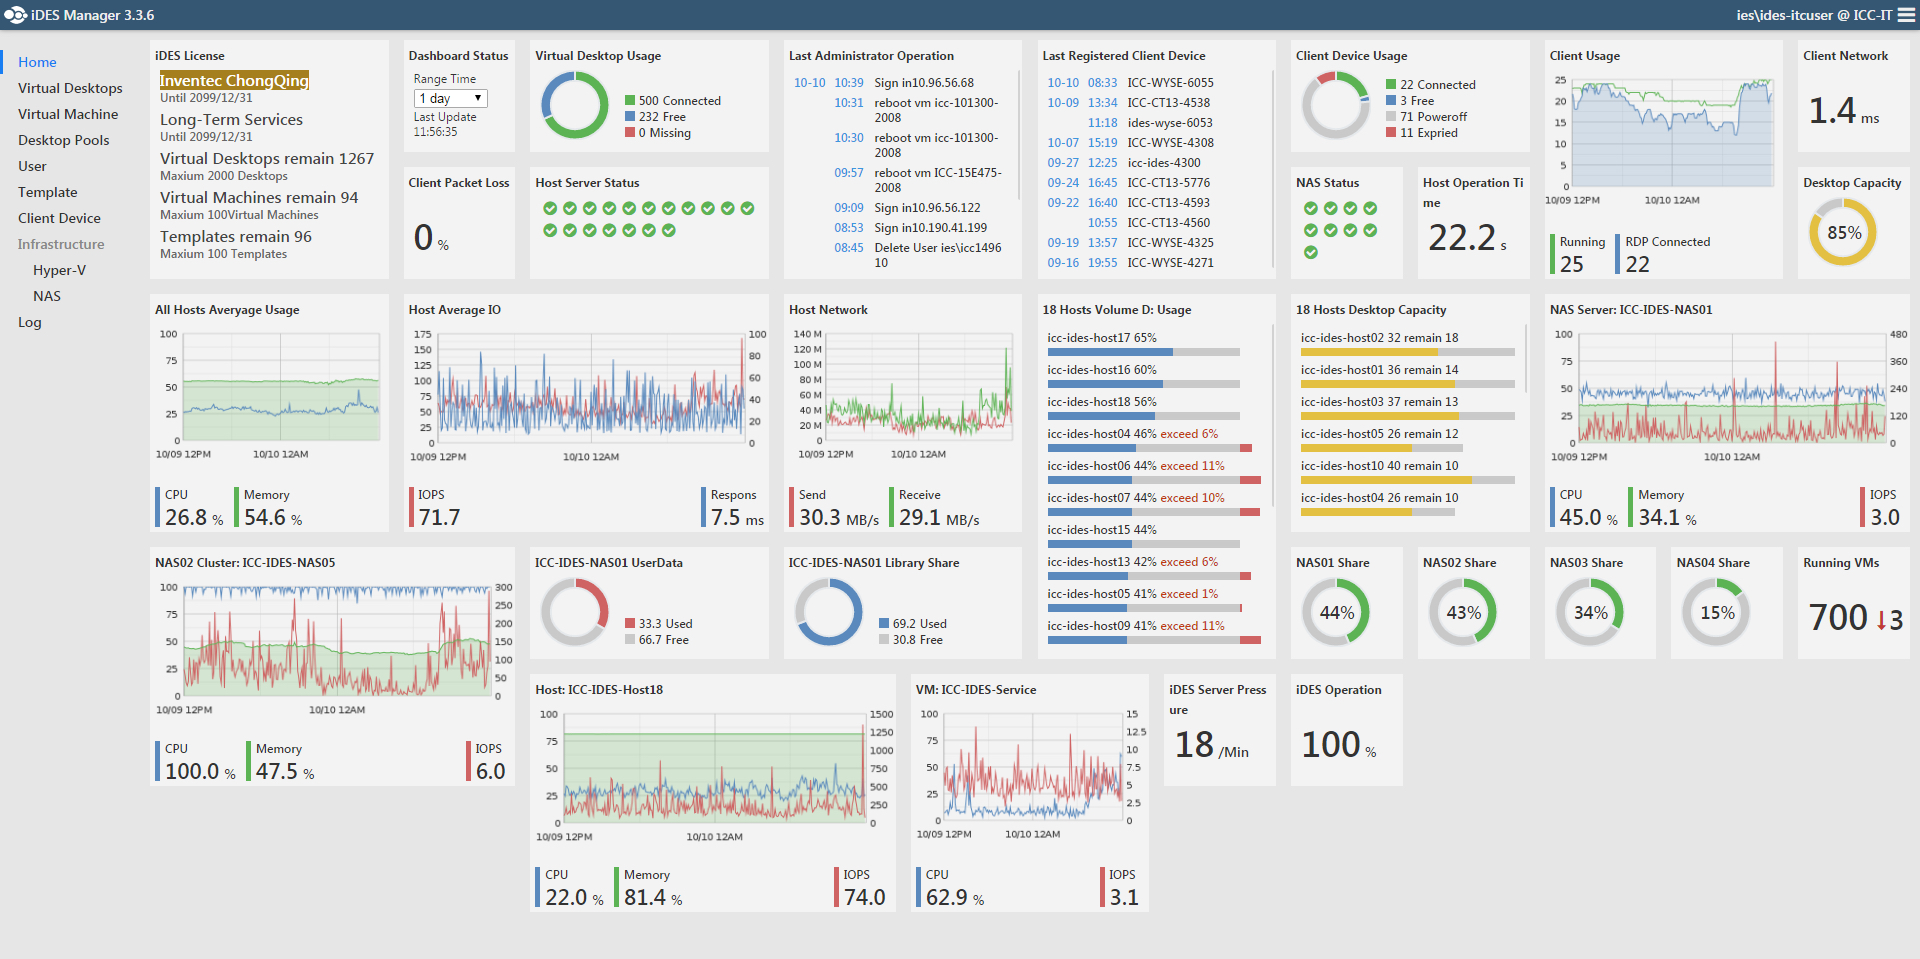 iDES Manager 3.3.6
ies\ides-itcuser @ ICC-IT
Home
Virtual Desktops
Virtual Machine
Desktop Pools
User
Template
Client Device
Infrastructure
Hyper-V
NAS
Log
iDES License
Inventec ChongQing
Until 2099/12/31
Long-Term Services
Until 2099/12/31
Virtual Desktops remain 1267
Maxium 2000 Desktops
Virtual Machines remain 94
Maxium 100Virtual Machines
Templates remain 96
Maxium 100 Templates
Dashboard Status
Range Time
1 day
Last Update
11:56:35
Client Packet Loss
0 %
Virtual Desktop Usage
500 Connected
232 Free
0 Missing
Host Server Status
Last Administrator Operation
10-10 10:39 Sign in10.96.56.68
10:31 reboot vm icc-101300-
2008
10:30 reboot vm icc-101300-
2008
09:57 reboot vm ICC-15E475-
2008
09:09 Sign in10.96.56.122
08:53 Sign in10.190.41.199
08:45 Delete User ies\icc1496
10
Last Registered Client Device
10-10 08:33 ICC-WYSE-6055
10-09 13:34 ICC-CT13-4538
11:18 ides-wyse-6053
10-07 15:19 ICC-WYSE-4308
09-27 12:25 icc-ides-4300
09-24 16:45 ICC-CT13-5776
09-22 16:40 ICC-CT13-4593
10:55 ICC-CT13-4560
09-19 13:57 ICC-WYSE-4325
09-16 19:55 ICC-WYSE-4271
Client Device Usage
22 Connected
3 Free
71 Poweroff
11 Expried
NAS Status
Host Operation Ti
me
22.2 s
Client Usage
25
20
15
10
5
0
10/09 12PM 10/10 12AM
Running
25
RDP Connected
22
Client Network
1.4 ms
Desktop Capacity
85%
All Hosts Averyage Usage
100
75
50
25
0
10/09 12PM 10/10 12AM
CPU
26.8 %
Memory
54.6 %
Host Average IO
175
150
125
100
75
50
25
0
100
80
60
40
20
0
10/09 12PM 10/10 12AM
IOPS
71.7
Respons
7.5 ms
Host Network
140 M
120 M
100 M
80 M
60 M
40 M
20 M
0
10/09 12PM 10/10 12AM
Send
30.3 MB/s
Receive
29.1 MB/s
18 Hosts Volume D: Usage
icc-ides-host17 65%
icc-ides-host16 60%
icc-ides-host18 56%
icc-ides-host04 46% exceed 6%
icc-ides-host06 44% exceed 11%
icc-ides-host07 44% exceed 10%
icc-ides-host15 44%
icc-ides-host13 42% exceed 6%
icc-ides-host05 41% exceed 1%
icc-ides-host09 41% exceed 11%
18 Hosts Desktop Capacity
icc-ides-host02 32 remain 18
icc-ides-host01 36 remain 14
icc-ides-host03 37 remain 13
icc-ides-host05 26 remain 12
icc-ides-host10 40 remain 10
icc-ides-host04 26 remain 10
NAS Server: ICC-IDES-NAS01
100
75
50
25
0
480
360
240
120
0
10/09 12PM 10/10 12AM
CPU
45.0 %
Memory
34.1 %
IOPS
3.0
NAS02 Cluster: ICC-IDES-NAS05
100
75
50
25
0
300
250
200
150
100
50
0
10/09 12PM 10/10 12AM
CPU
100.0 %
Memory
47.5 %
IOPS
6.0
ICC-IDES-NAS01 UserData
33.3 Used
66.7 Free
ICC-IDES-NAS01 Library Share
69.2 Used
30.8 Free
NAS01 Share
44%
NAS02 Share
43%
NAS03 Share
34%
NAS04 Share
15%
Running VMs
700 3
Host: ICC-IDES-Host18
100
75
50
25
0
1500
1250
1000
750
500
250
0
10/09 12PM 10/10 12AM
CPU
22.0 %
Memory
81.4 %
IOPS
74.0
VM: ICC-IDES-Service
100
75
50
25
0
15
12.5
10
7.5
5
2.5
0
10/09 12PM 10/10 12AM
CPU
62.9 %
IOPS
3.1
iDES Server Press
ure
18 /Min
iDES Operation
100 %